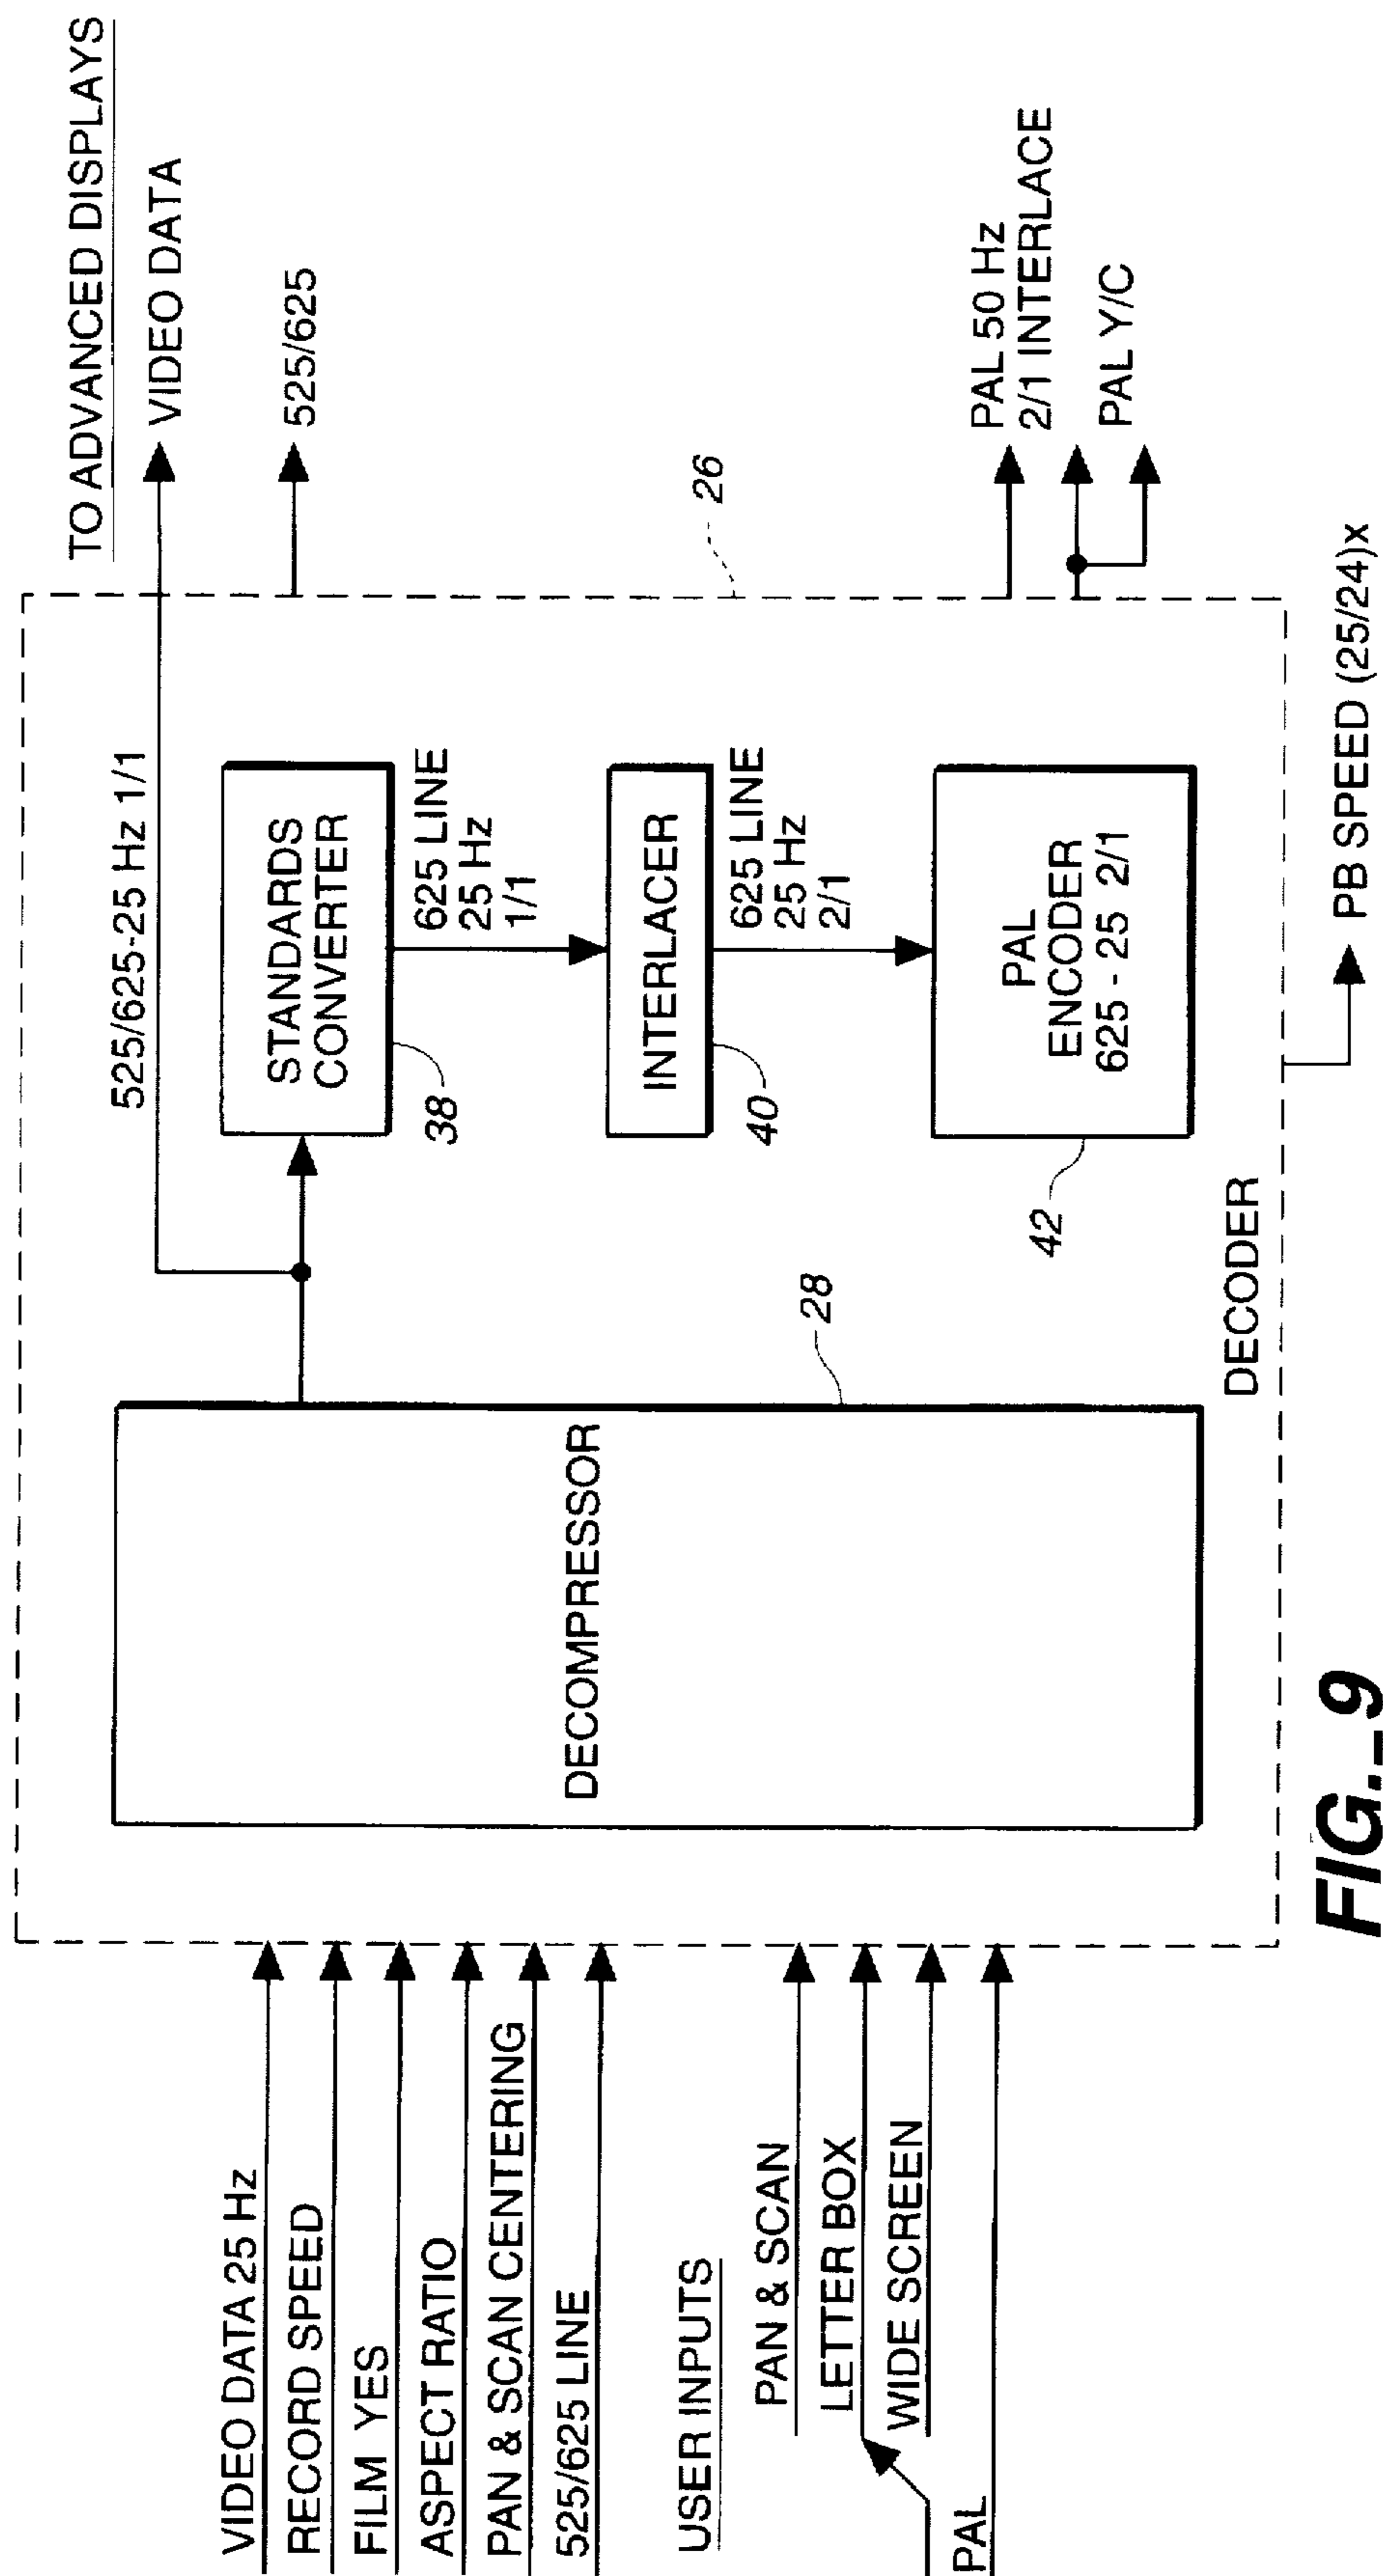 TO ADVANCED DISPLAYS
VIDEO DATA
525/625-25 Hz 1/1
525/625
VIDEO DATA 25 Hz
RECORD SPEED
FILM YES
ASPECT RATIO
PAN & SCAN CENTERING
525/625 LINE
USER INPUTS
PAN & SCAN
LETTER BOX
WIDE SCREEN
PAL
DECOMPRESSOR
28
STANDARDS
CONVERTER
38
625 LINE
25 Hz
1/1
INTERLACER
40
625 LINE
25 Hz
2/1
PAL
ENCODER
625 - 25 2/1
42
26
PAL 50 Hz
2/1 INTERLACE
PAL Y/C
DECODER
PB SPEED (25/24)x
FIG._9